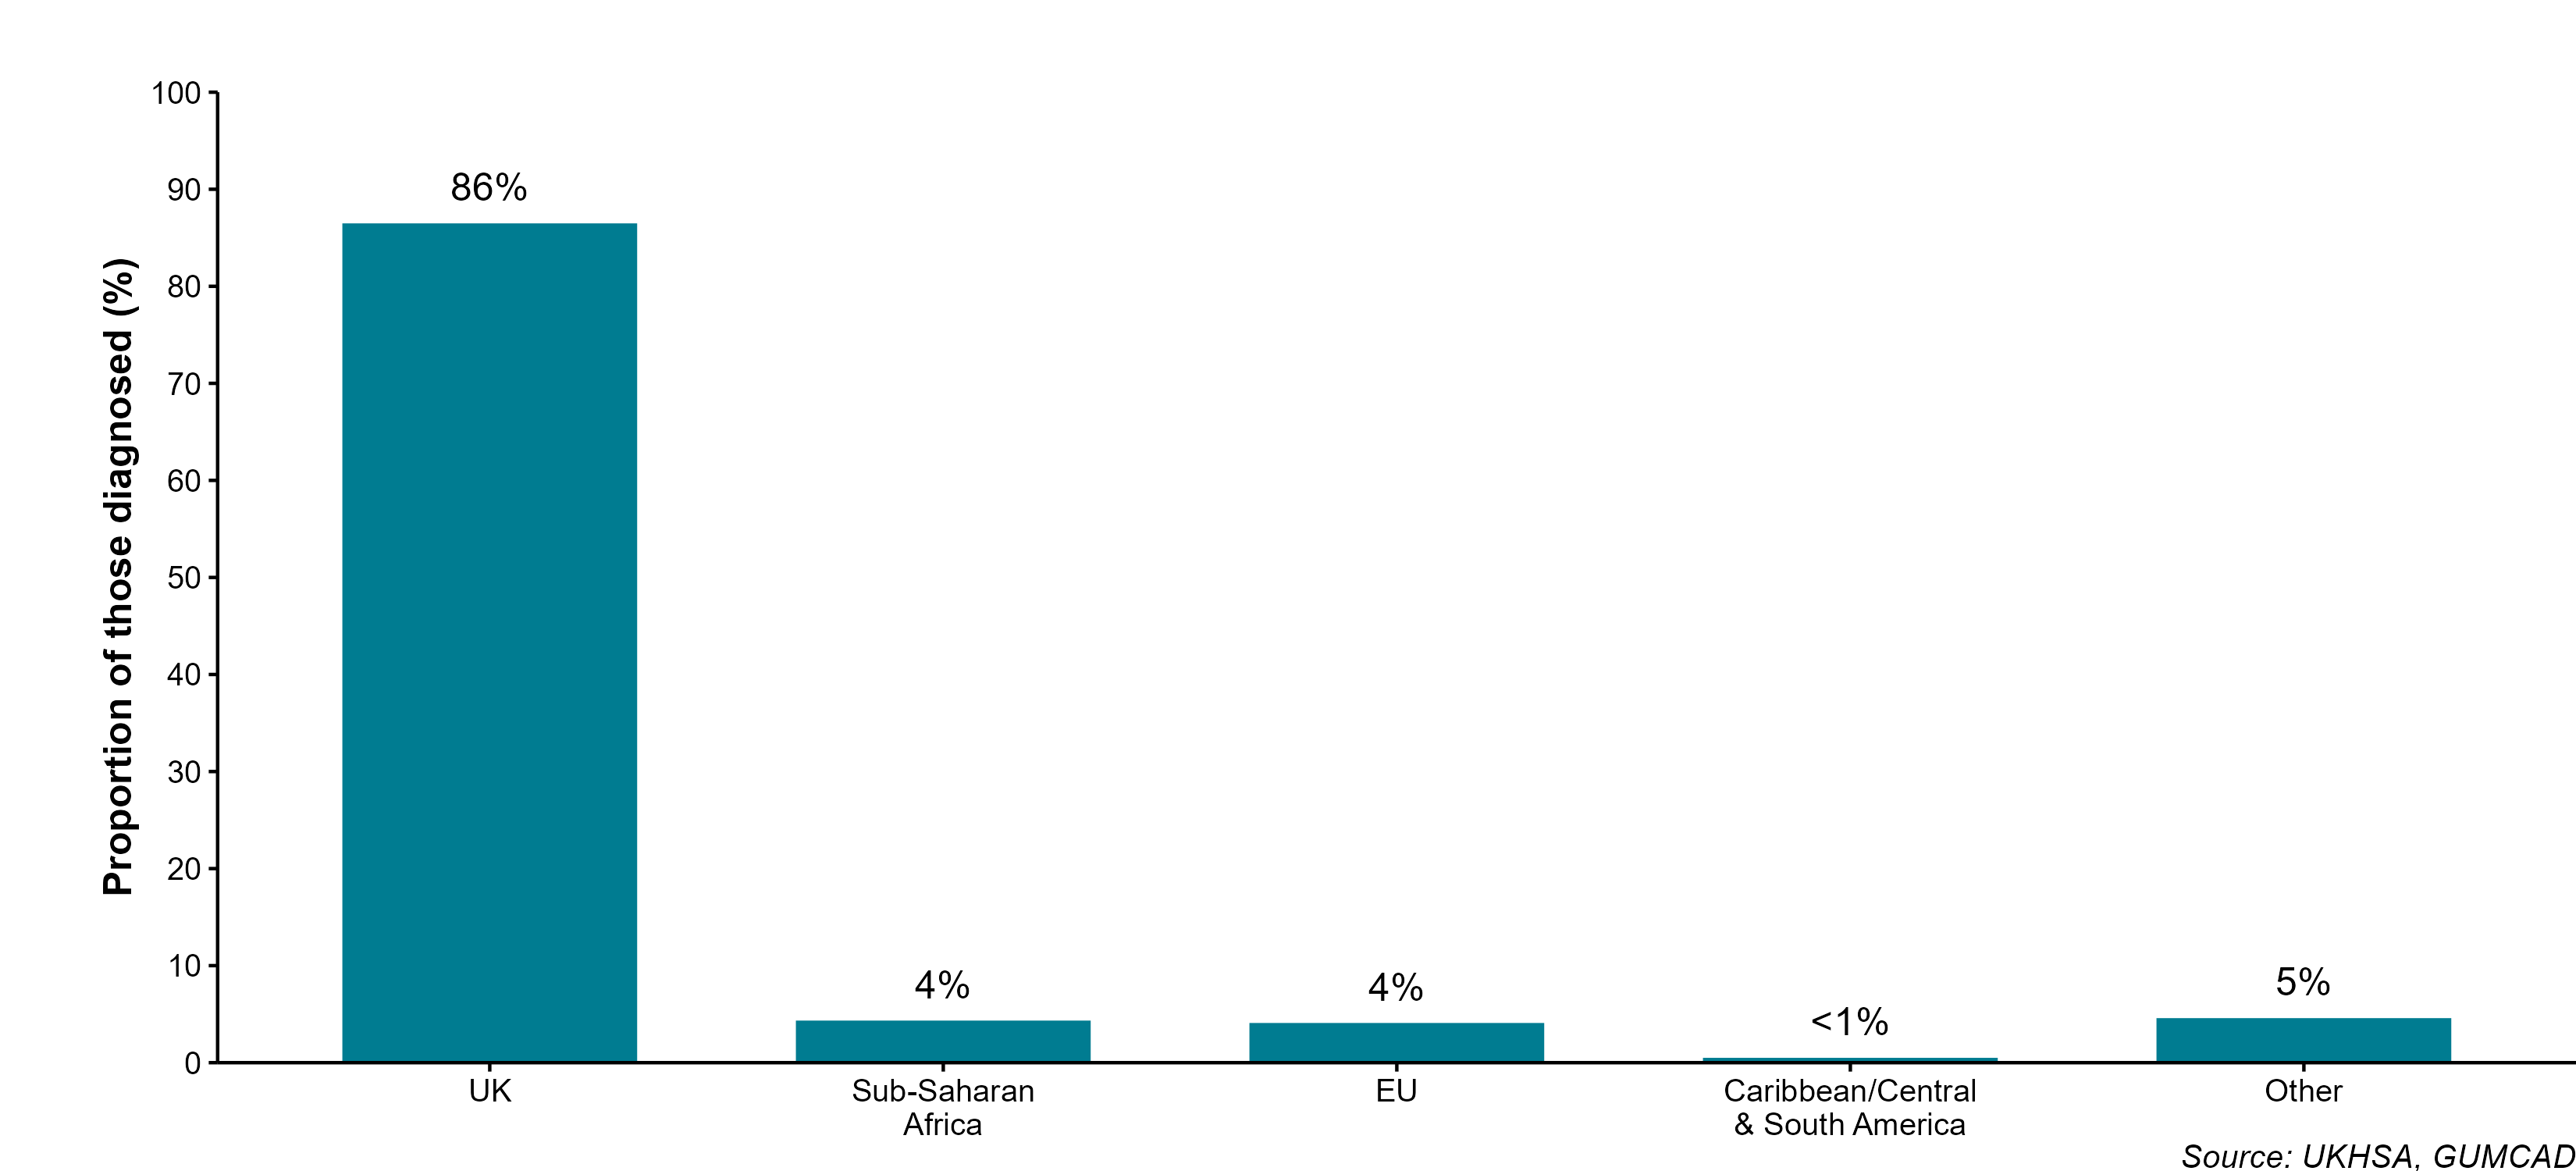 Proportion of those diagnosed (%)
100
90
80
70
60
50
40
30
20
10
0
86%
4%
4%
<1%
5%
UK
Sub-Saharan
Africa
EU
Caribbean/Central
& South America
Other
Source: UKHSA, GUMCAD